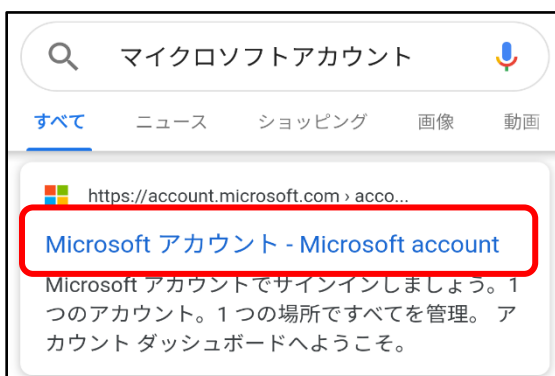 マイクロソフトアカウント
すべて ニュース ショッピング 画像 動画
https://account.microsoft.com › acco...
Microsoft アカウント - Microsoft account
Microsoft アカウントでサインインしましょう。1
つのアカウント。1 つの場所ですべてを管理。 ア
カウント ダッシュボードへようこそ。